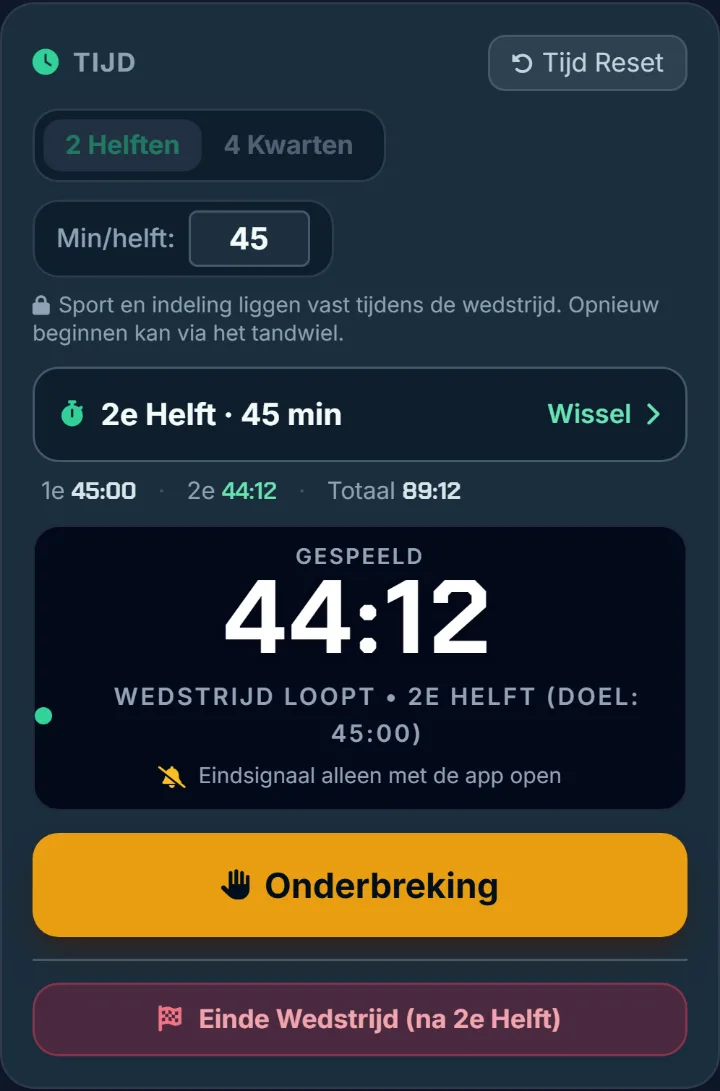 TIJD
Tijd Reset
2 Helften
4 Kwarten
Min/helft:
45
Sport en indeling liggen vast tijdens de wedstrijd. Opnieuw
beginnen kan via het tandwiel.
2e Helft · 45 min
Wissel
1e 45:00 · 2e 44:12 · Totaal 89:12
GESPEELD
44:12
WEDSTRIJD LOOPT • 2E HELFT (DOEL:
45:00)
Eindsignaal alleen met de app open
Onderbreking
Einde Wedstrijd (na 2e Helft)